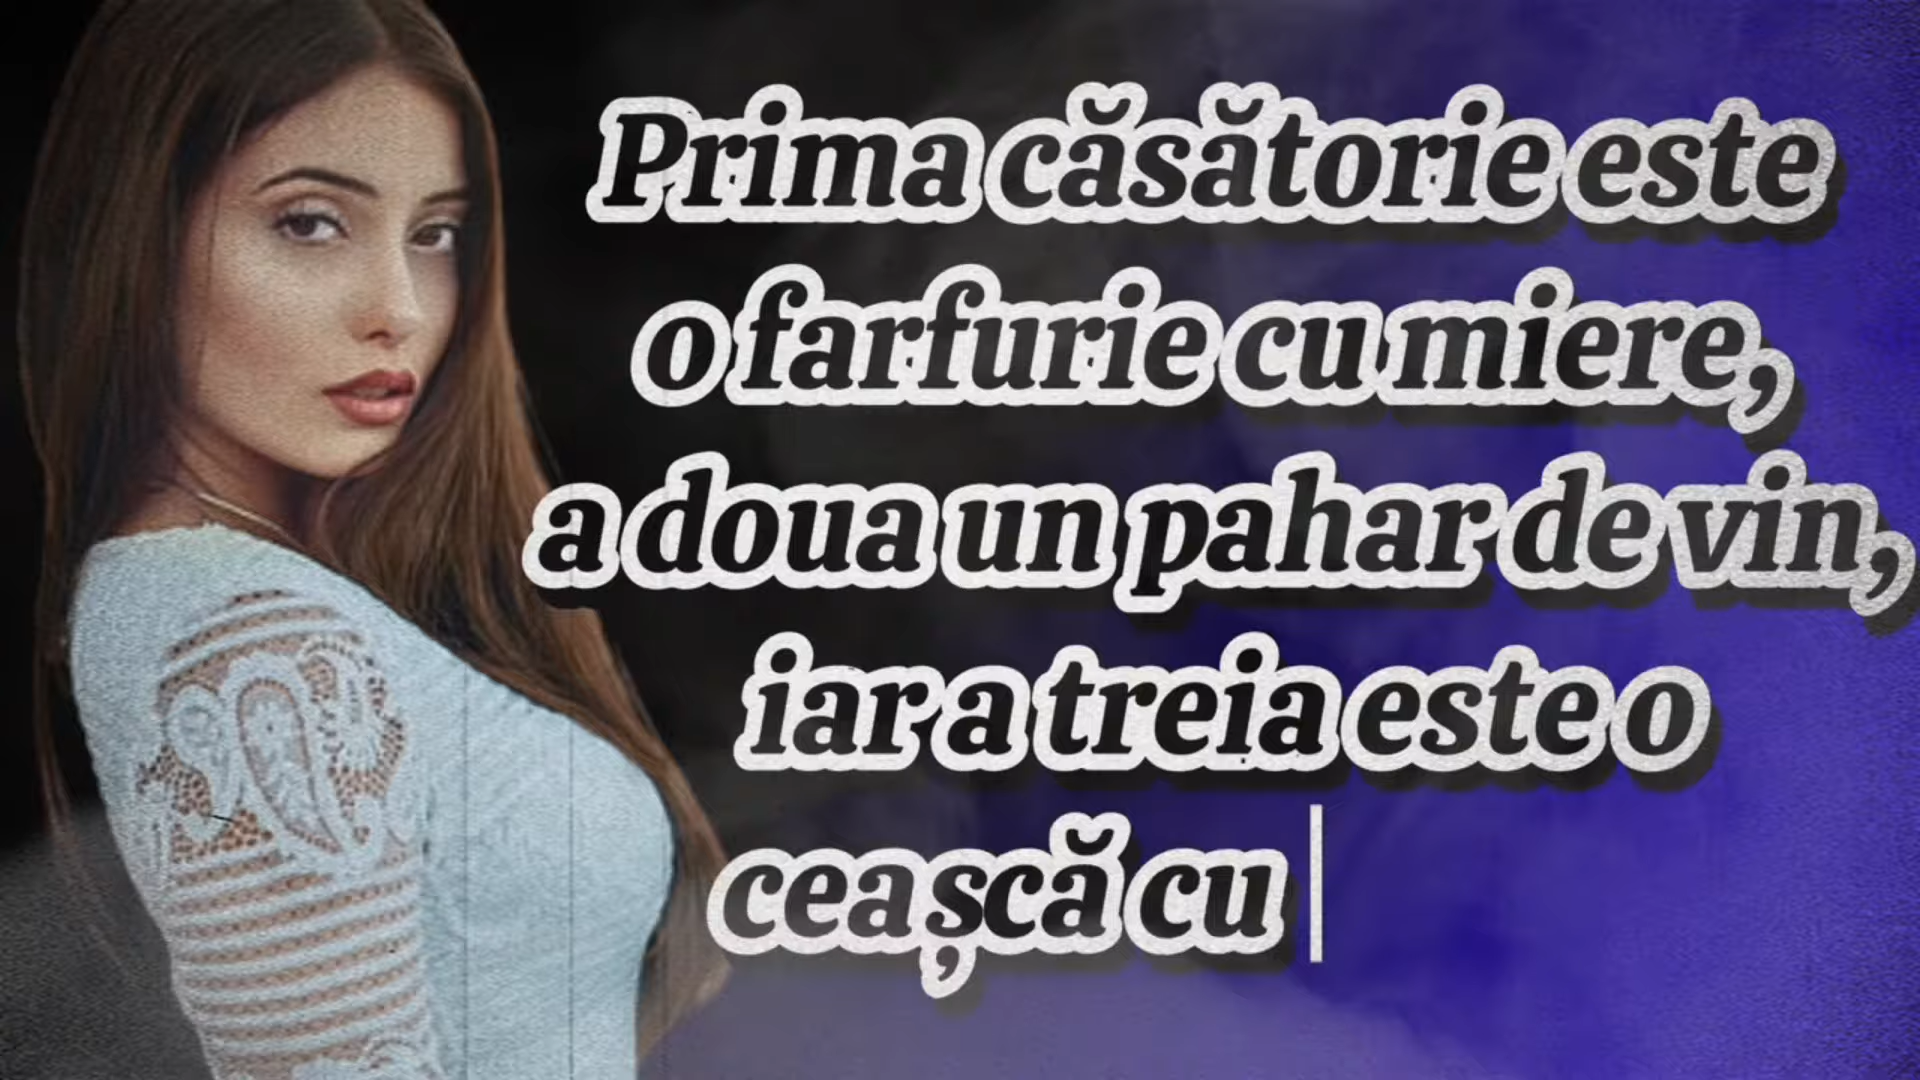 Prima căsătorie este
o farfurie cu miere,
a doua un pahar de vin,
iar a treia este o
ceașcă cu